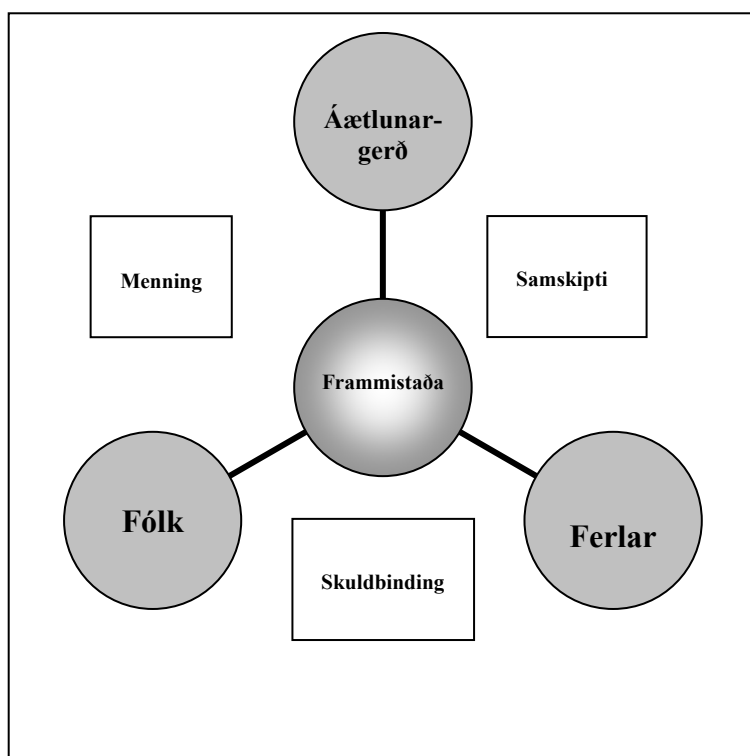 Áætlunar-
gerð
Menning
Samskipti
Frammistaða
Fólk
Ferlar
Skuldbinding